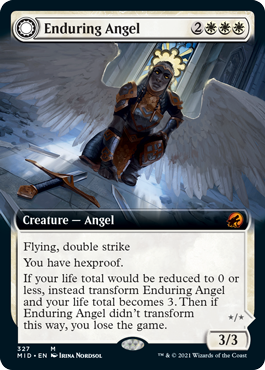 Enduring Angel 2
Creature — Angel
Flying, double strike
You have hexproof.
If your life total would be reduced to 0 or
less, instead transform Enduring Angel
and your life total becomes 3. Then if
Enduring Angel didn't transform
this way, you lose the game.
*/*
3/3
327 M
MID • EN Irina Nordsol
™ & © 2021 Wizards of the Coast